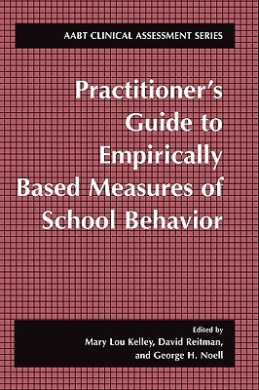 AABT CLINICAL ASSESSMENT SERIES
Practitioner's
Guide to
Empirically
Based Measures of
School Behavior
Edited by
Mary Lou Kelley, David Reitman,
and George H. Noell